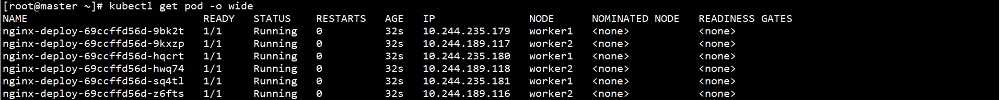 [root@master ~]# kubectl get pod -o wide
NAME                            READY   STATUS    RESTARTS   AGE   IP               NODE      NOMINATED NODE   READINESS GATES
nginx-deploy-69ccffd56d-9bk2t   1/1     Running   0          32s   10.244.235.179   worker1   <none>           <none>
nginx-deploy-69ccffd56d-9kxzp   1/1     Running   0          32s   10.244.189.117   worker2   <none>           <none>
nginx-deploy-69ccffd56d-hqcrt   1/1     Running   0          32s   10.244.235.180   worker1   <none>           <none>
nginx-deploy-69ccffd56d-hwq74   1/1     Running   0          32s   10.244.189.118   worker2   <none>           <none>
nginx-deploy-69ccffd56d-sq4tl   1/1     Running   0          32s   10.244.235.181   worker1   <none>           <none>
nginx-deploy-69ccffd56d-z6fts   1/1     Running   0          32s   10.244.189.116   worker2   <none>           <none>